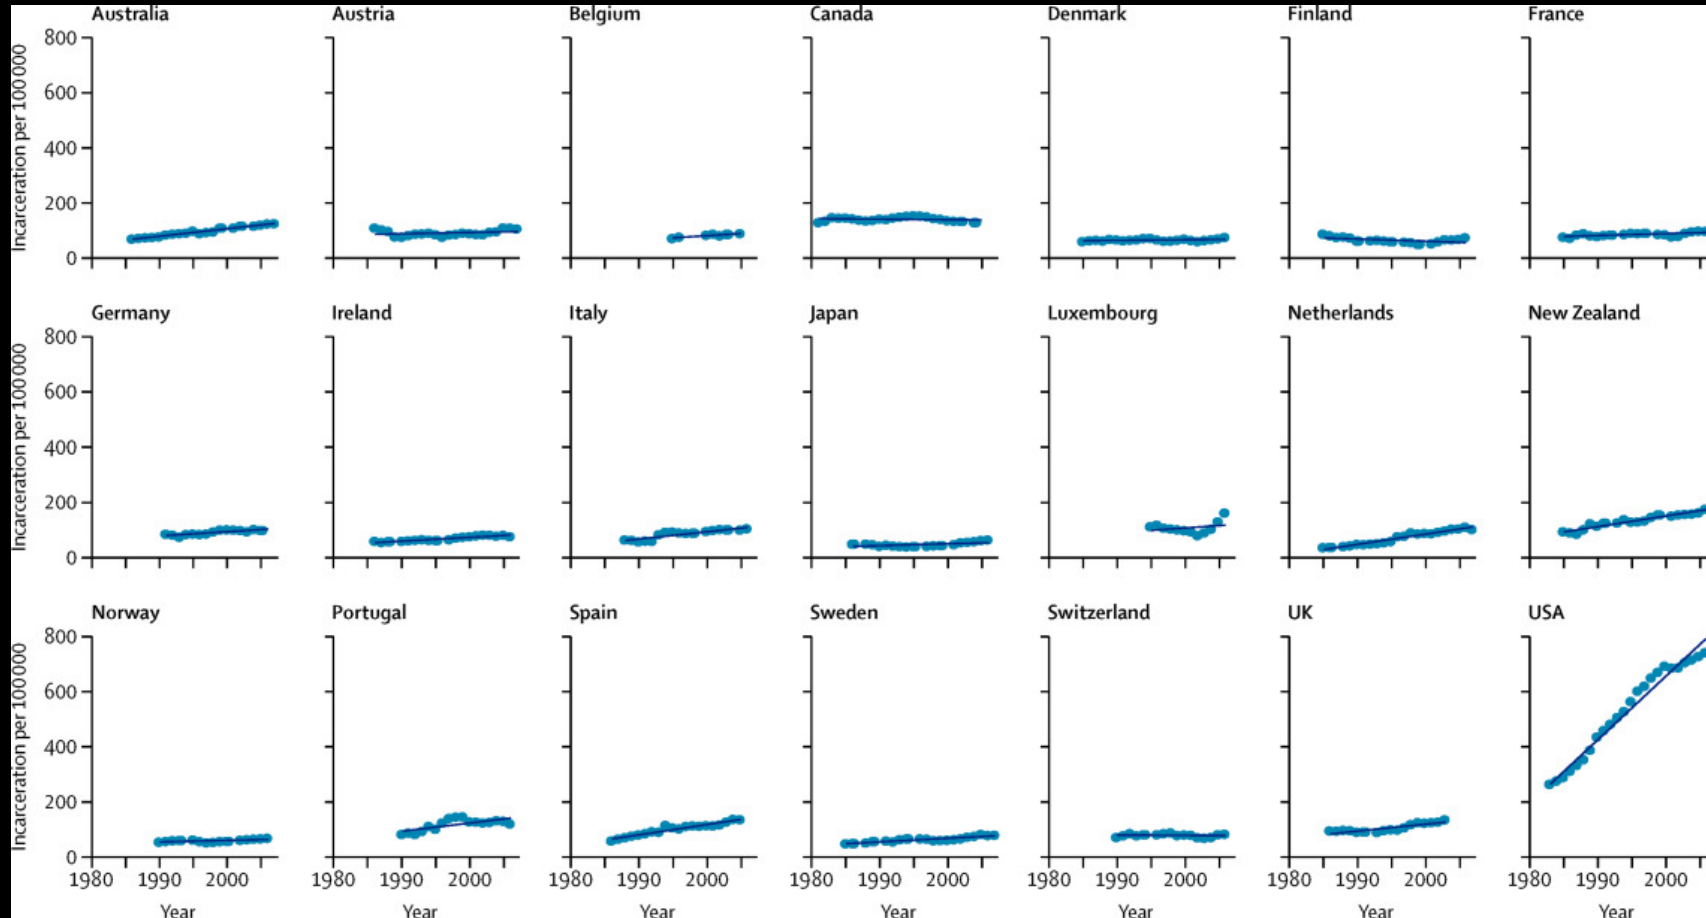 Australia Austria Belgium Canada Denmark Finland France
Incarceration per 100 000
800
600
400
200
0
Germany Ireland Italy Japan Luxembourg Netherlands New Zealand
Incarceration per 100 000
800
600
400
200
0
Norway Portugal Spain Sweden Switzerland UK USA
Incarceration per 100 000
800
600
400
200
0
1980 1990 2000 1980 1990 2000 1980 1990 2000 1980 1990 2000 1980 1990 2000 1980 1990 2000 1980 1990 2000
Year Year Year Year Year Year Year